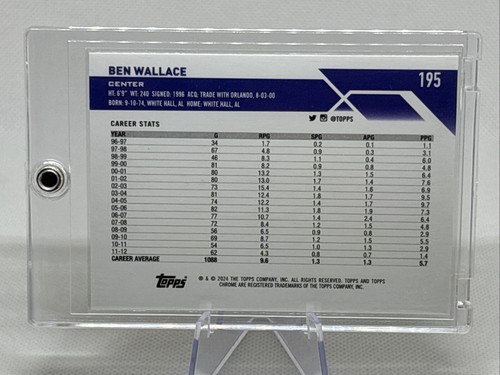 BEN WALLACE
195
CENTER
HT: 6'9" WT: 240 SIGNED: 1996 ACQ: TRADE WITH ORLANDO, 8-03-00
BORN: 9-10-74, WHITE HALL, AL HOME: WHITE HALL, AL
TOPPS
@TOPPS
CAREER STATS
YEAR G RPG SPG APG PPG
96-97 34 1.7 0.2 0.1 1.1
97-98 67 4.8 0.9 0.3 3.1
98-99 46 8.3 1.1 0.4 6.0
99-00 81 8.2 0.9 0.8 4.8
00-01 80 13.2 1.3 1.5 6.4
01-02 80 13.0 1.7 1.4 7.6
02-03 73 15.4 1.4 1.6 6.9
03-04 81 12.4 1.8 1.7 9.5
04-05 74 12.2 1.4 1.7 9.7
05-06 82 11.3 1.8 1.9 7.3
06-07 77 10.7 1.4 2.4 6.4
07-08 72 8.4 1.2 1.5 4.8
08-09 56 6.5 0.9 0.8 2.9
09-10 69 8.7 1.2 1.5 5.5
10-11 54 6.5 1.0 1.3 2.9
11-12 62 4.3 0.8 0.7 1.4
CAREER AVERAGE 1088 9.6 1.3 1.3 5.7
Topps
® & © 2024 THE TOPPS COMPANY, INC. ALL RIGHTS RESERVED. TOPPS AND TOPPS
CHROME ARE REGISTERED TRADEMARKS OF THE TOPPS COMPANY, INC.